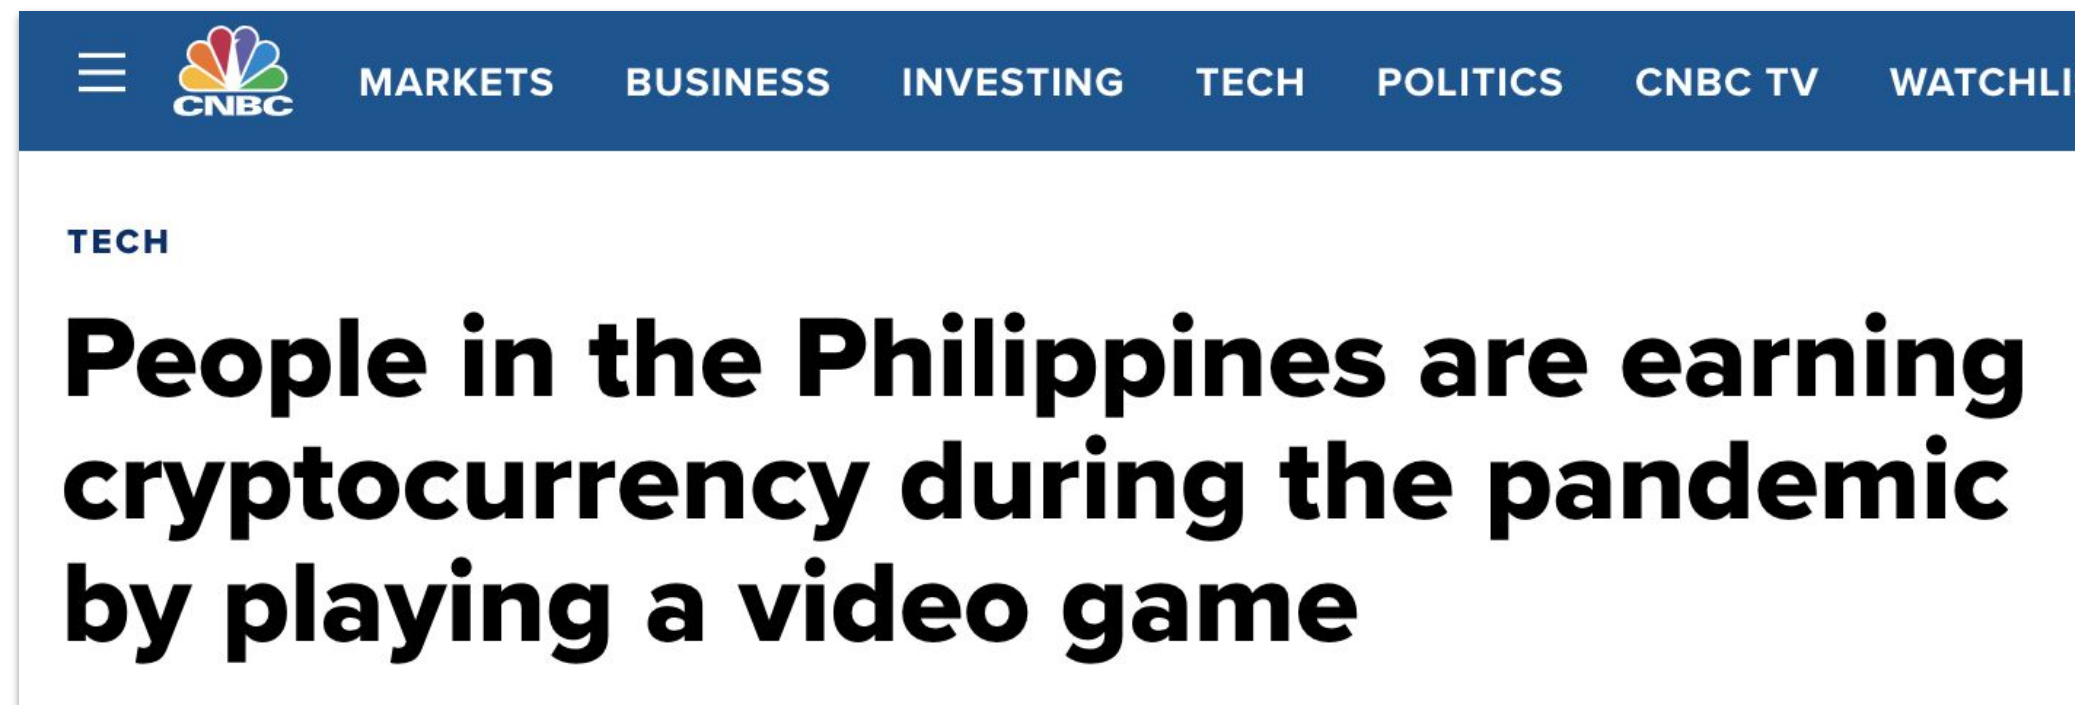 CNBC MARKETS BUSINESS INVESTING TECH POLITICS CNBC TV WATCHLI
TECH
People in the Philippines are earning
cryptocurrency during the pandemic
by playing a video game